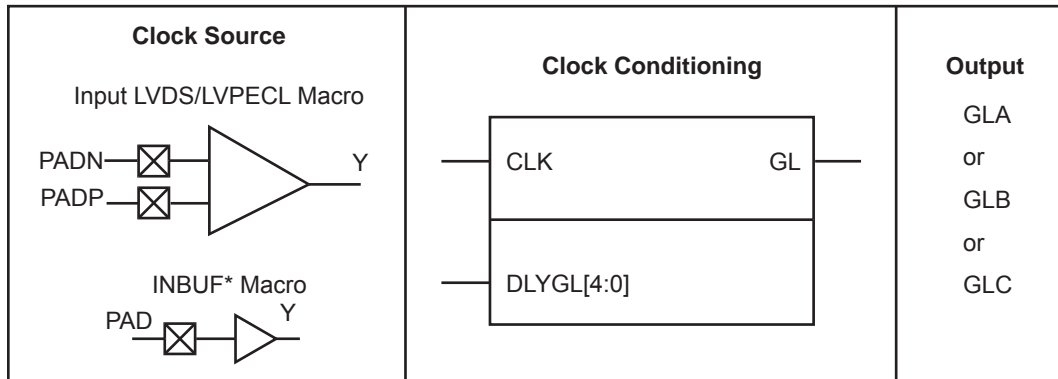 Clock Source
Input LVDS/LVPECL Macro
PADN
PADP
Y
INBUF* Macro
PAD
Y
Clock Conditioning
CLK
GL
DLYGL[4:0]
Output
GLA
or
GLB
or
GLC